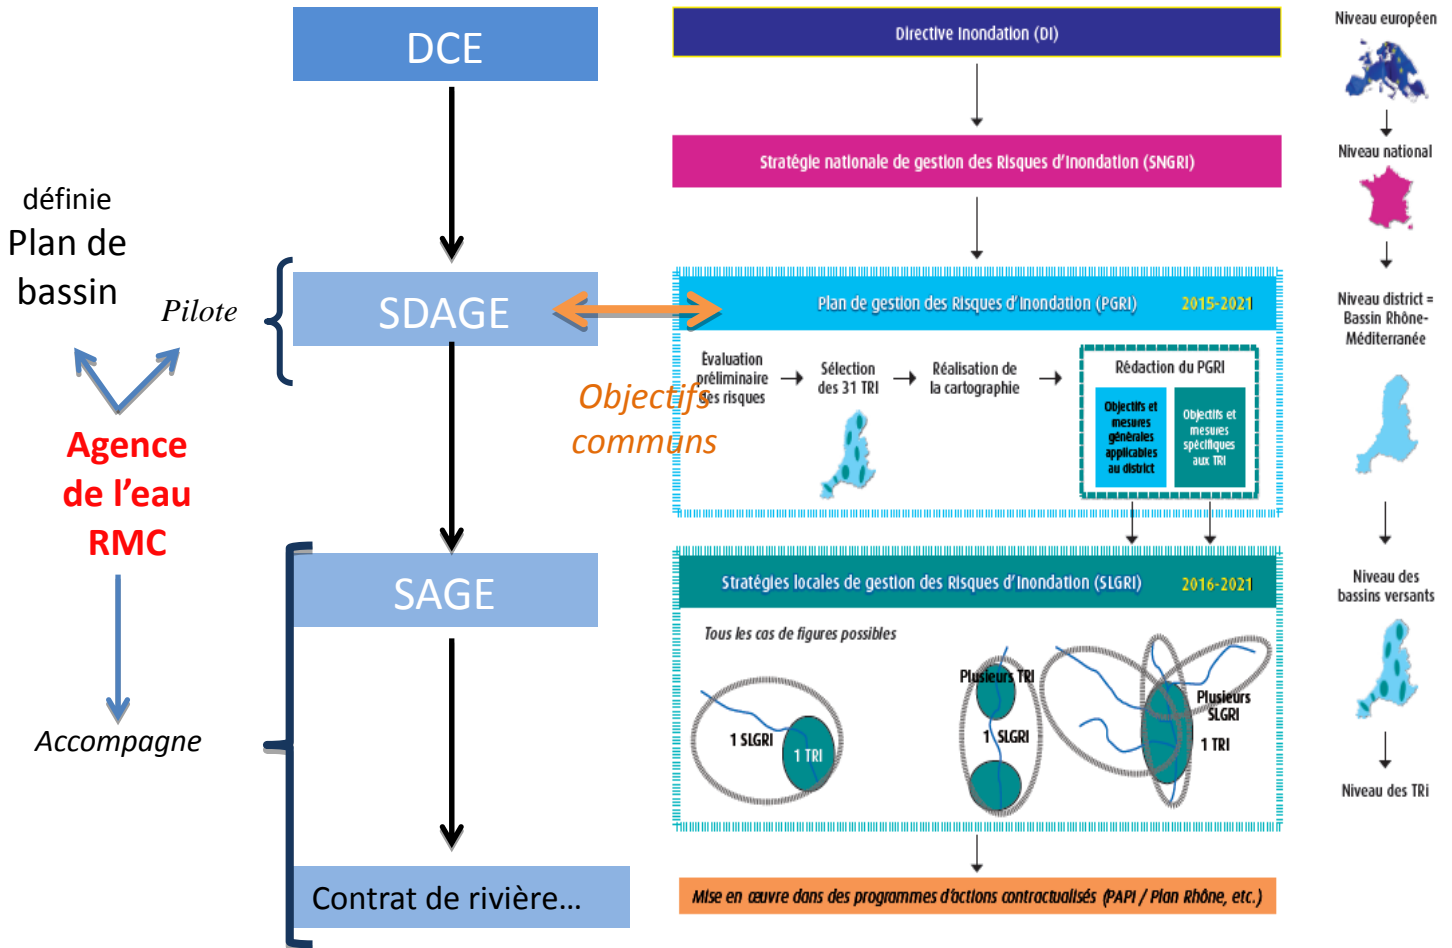 DCE
définie
Plan de
bassin
Pilote
SDAGE
Agence
de l’eau
RMC
Objectifs
communs
SAGE
Accompagne
Contrat de rivière...
Directive Inondation (DI)
Stratégie nationale de gestion des Risques d'Inondation (SNGRI)
Plan de gestion des Risques d'Inondation (PGRI) 2015-2021
Évaluation
préliminaire
des risques
Sélection
des 31 TRI
Réalisation de
la cartographie
Rédaction du PGRI
Objectifs et
mesures
générales
applicables
au district
Objectifs et
mesures
spécifiques
aux TRI
Stratégies locales de gestion des Risques d'Inondation (SLGRI) 2016-2021
Tous les cas de figures possibles
1 SLGRI
1 TRI
Plusieurs TRI
1 SLGRI
Plusieurs
SLGRI
1 TRI
Mise en œuvre dans des programmes d'actions contractualisés (PAPI / Plan Rhône, etc.)
Niveau européen
Niveau national
Niveau district =
Bassin Rhône-
Méditerranée
Niveau des
bassins versants
Niveau des TRi